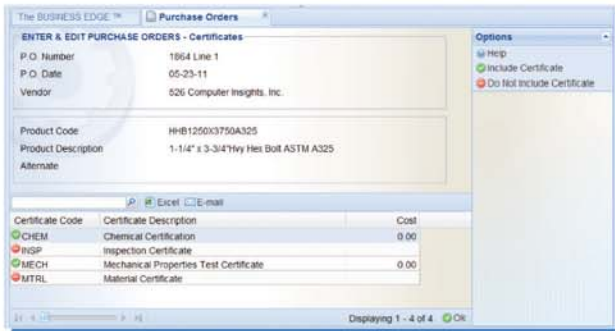 The BUSINESS EDGE ™
Purchase Orders
ENTER & EDIT PURCHASE ORDERS - Certificates
P.O. Number 1864 Line 1
P.O. Date 05-23-11
Vendor 526 Computer Insights, Inc.
Product Code HHB1250X3750A325
Product Description 1-1/4" x 3-3/4"Hvy Hex Bolt ASTM A325
Alternate
Options
Help
Include Certificate
Do Not Include Certificate
Excel E-mail
Certificate Code Certificate Description Cost
CHEM Chemical Certification 0.00
INSP Inspection Certificate
MECH Mechanical Properties Test Certificate 0.00
MTRL Material Certificate
Displaying 1 - 4 of 4 Ok